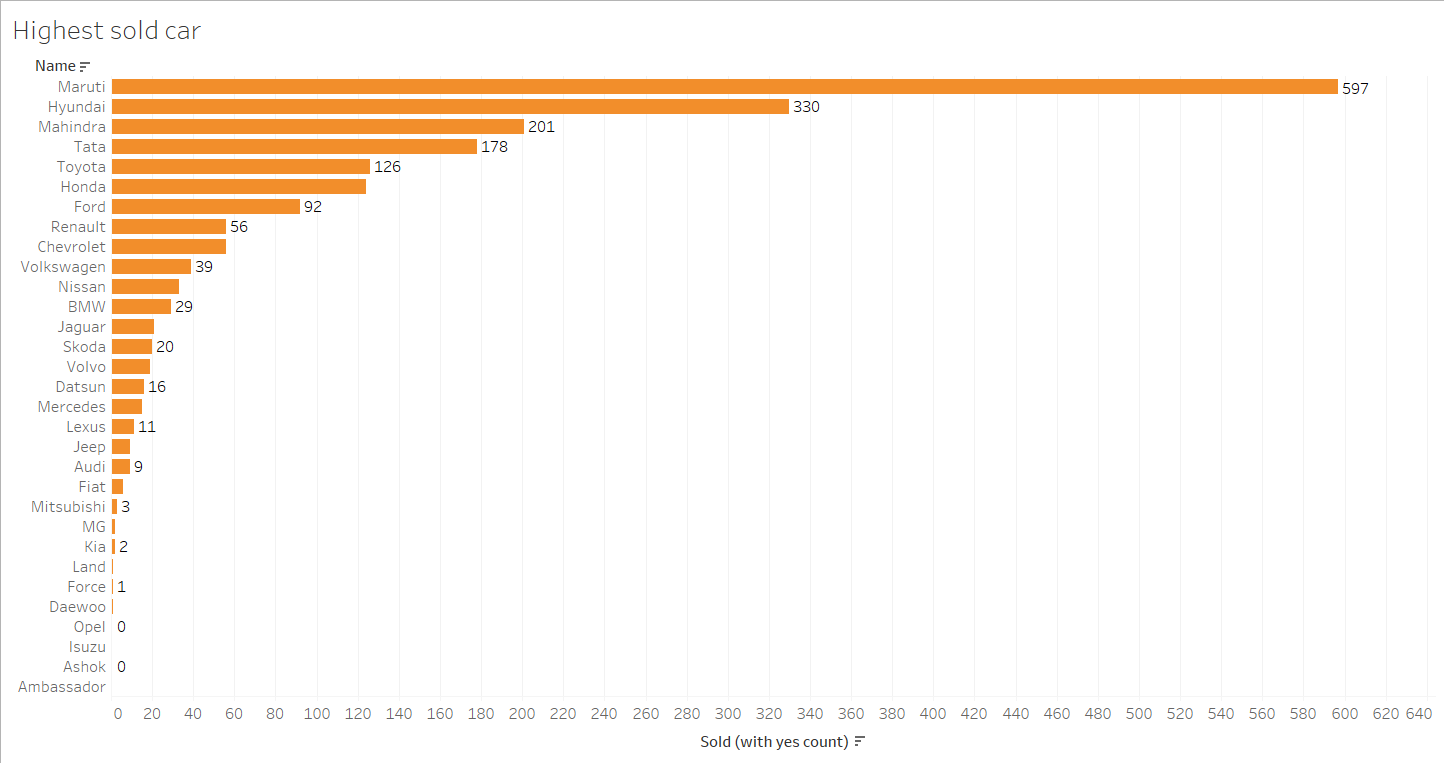 Highest sold car
Name
Maruti 597
Hyundai 330
Mahindra 201
Tata 178
Toyota 126
Honda
Ford 92
Renault 56
Chevrolet
Volkswagen 39
Nissan
BMW 29
Jaguar
Skoda 20
Volvo
Datsun 16
Mercedes
Lexus 11
Jeep
Audi 9
Fiat
Mitsubishi 3
MG
Kia 2
Land
Force 1
Daewoo
Opel 0
Isuzu
Ashok 0
Ambassador
0 20 40 60 80 100 120 140 160 180 200 220 240 260 280 300 320 340 360 380 400 420 440 460 480 500 520 540 560 580 600 620 640
Sold (with yes count)